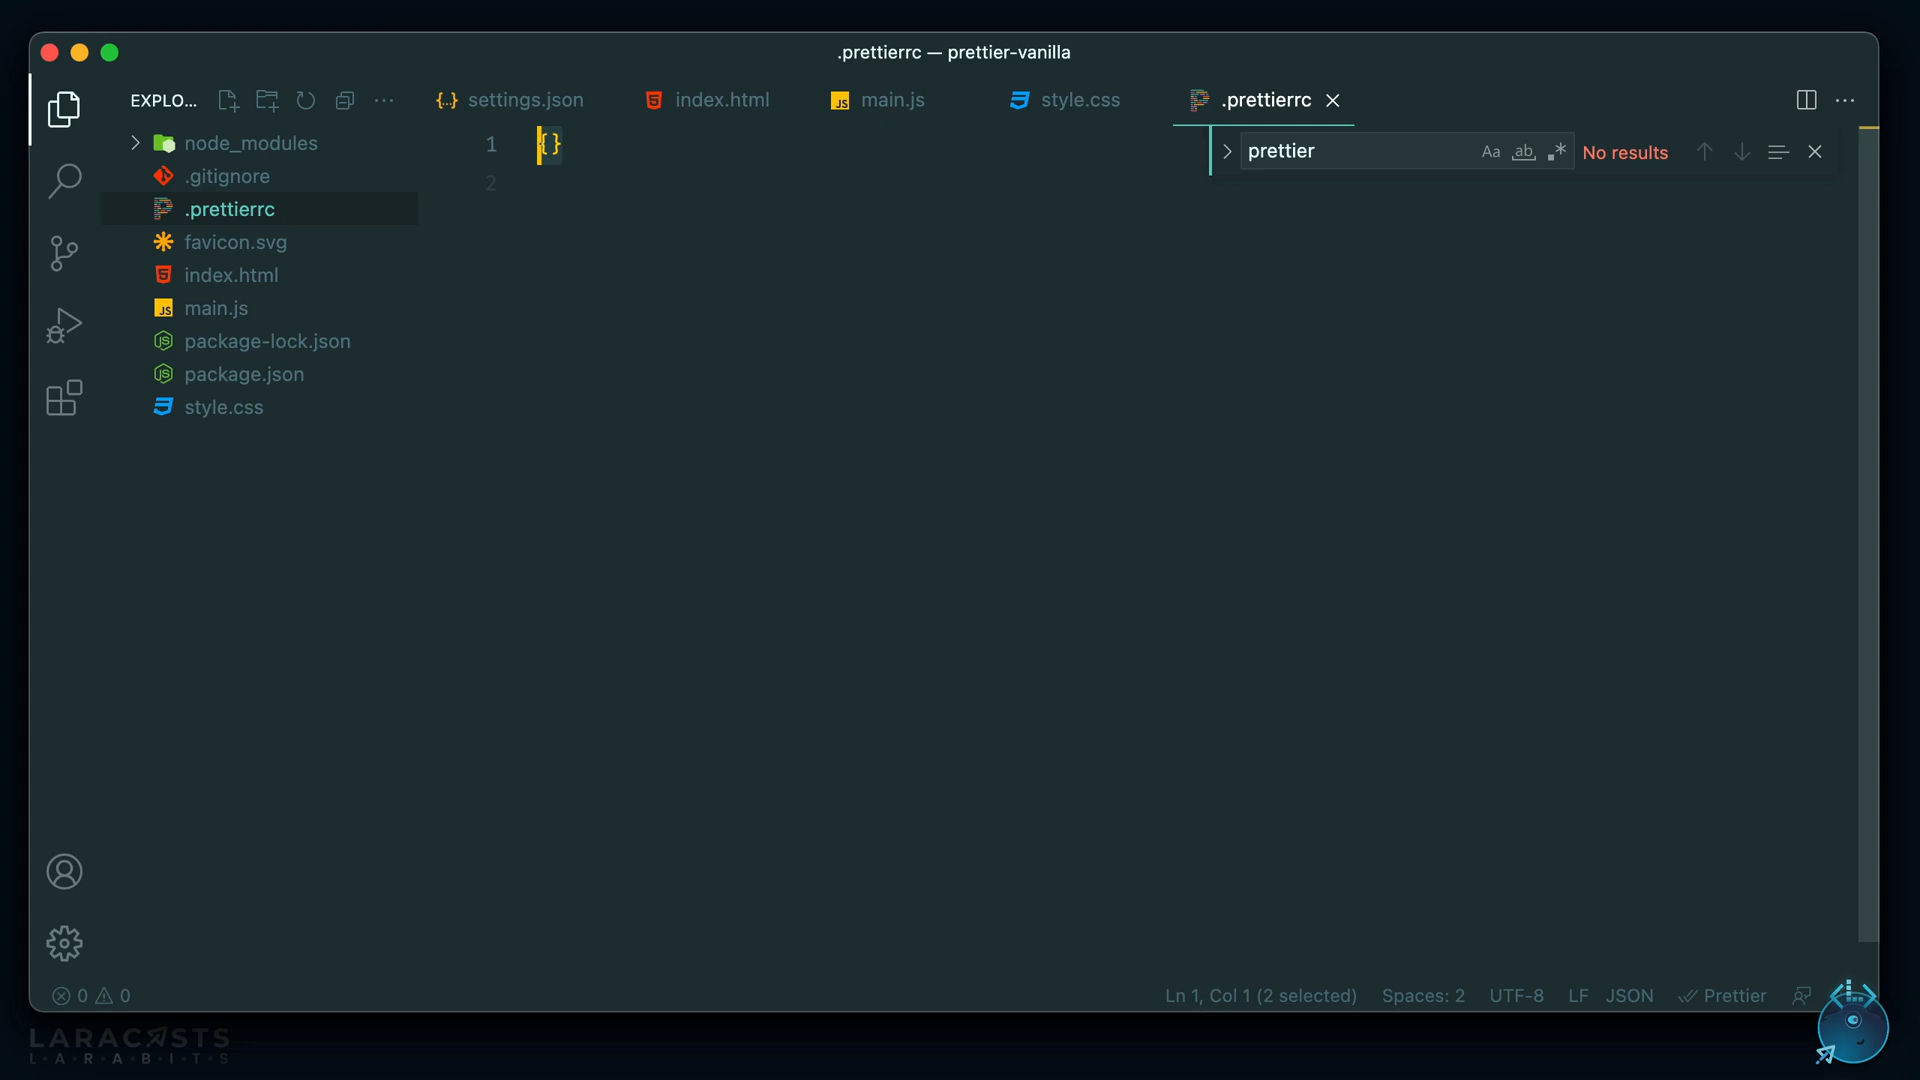 .prettierrc — prettier-vanilla
EXPLO...
settings.json
index.html
main.js
style.css
.prettierrc
node_modules
.gitignore
.prettierrc
favicon.svg
index.html
main.js
package-lock.json
package.json
style.css
1 {}
2
prettier Aa ab .* No results
0 0
Ln 1, Col 1 (2 selected) Spaces: 2 UTF-8 LF JSON Prettier
LARACASTS
L·A·R·A·B·I·T·S